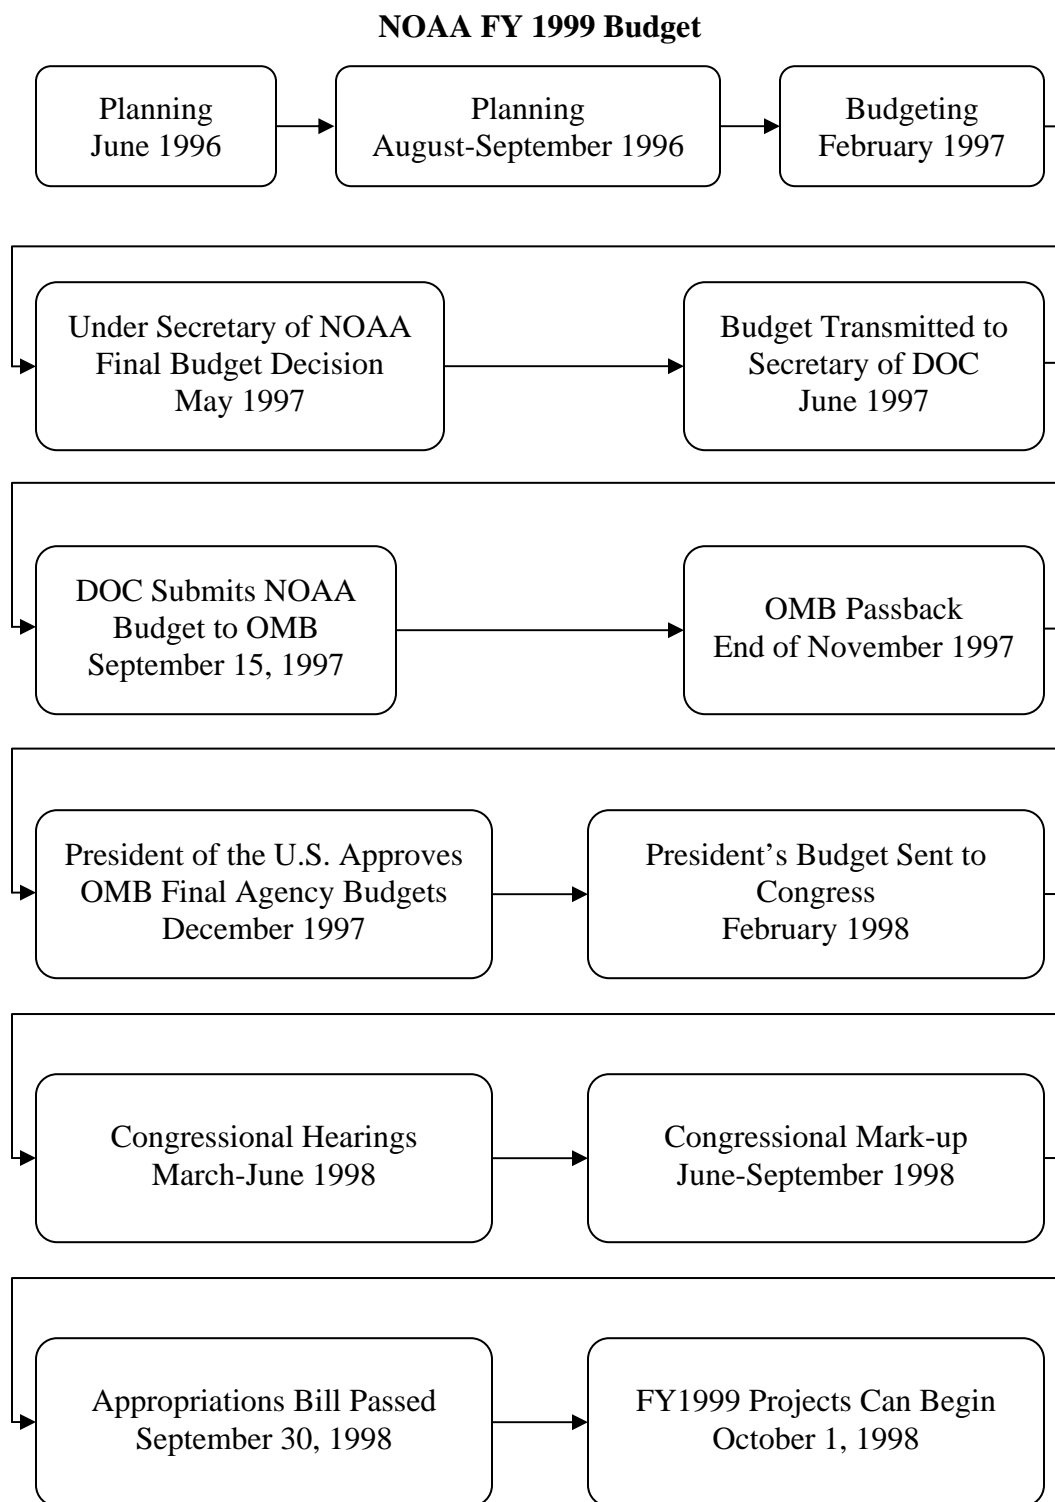 NOAA FY 1999 Budget
Planning
June 1996
Planning
August-September 1996
Budgeting
February 1997
Under Secretary of NOAA
Final Budget Decision
May 1997
Budget Transmitted to
Secretary of DOC
June 1997
DOC Submits NOAA
Budget to OMB
September 15, 1997
OMB Passback
End of November 1997
President of the U.S. Approves
OMB Final Agency Budgets
December 1997
President’s Budget Sent to
Congress
February 1998
Congressional Hearings
March-June 1998
Congressional Mark-up
June-September 1998
Appropriations Bill Passed
September 30, 1998
FY1999 Projects Can Begin
October 1, 1998